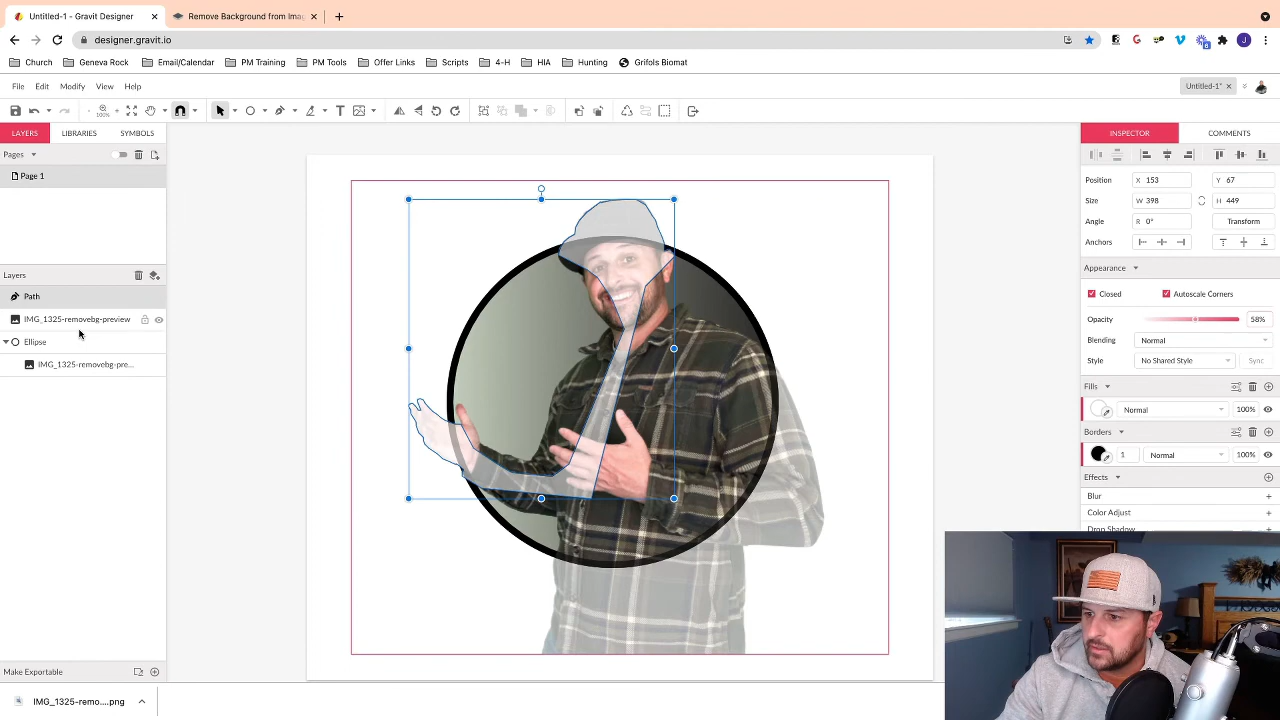 Untitled-1 - Gravit Designer
Remove Background from Imag
designer.gravit.io
Church
Geneva Rock
Email/Calendar
PM Training
PM Tools
Offer Links
Scripts
4-H
HIA
Hunting
Grifols Biomat
File
Edit
Modify
View
Help
Untitled-1*
100%
LAYERS
LIBRARIES
SYMBOLS
INSPECTOR
COMMENTS
Pages
Page 1
Position
X 153
Y 67
Size
W 398
H 449
Angle
R 0°
Transform
Anchors
Layers
Path
IMG_1325-removebg-preview
Ellipse
IMG_1325-removebg-pre...
Appearance
Closed
Autoscale Corners
Opacity
58%
Blending
Normal
Style
No Shared Style
Sync
Fills
Normal
100%
Borders
1
Normal
100%
Effects
Blur
Color Adjust
Drop Shadow
Make Exportable
IMG_1325-remo....png